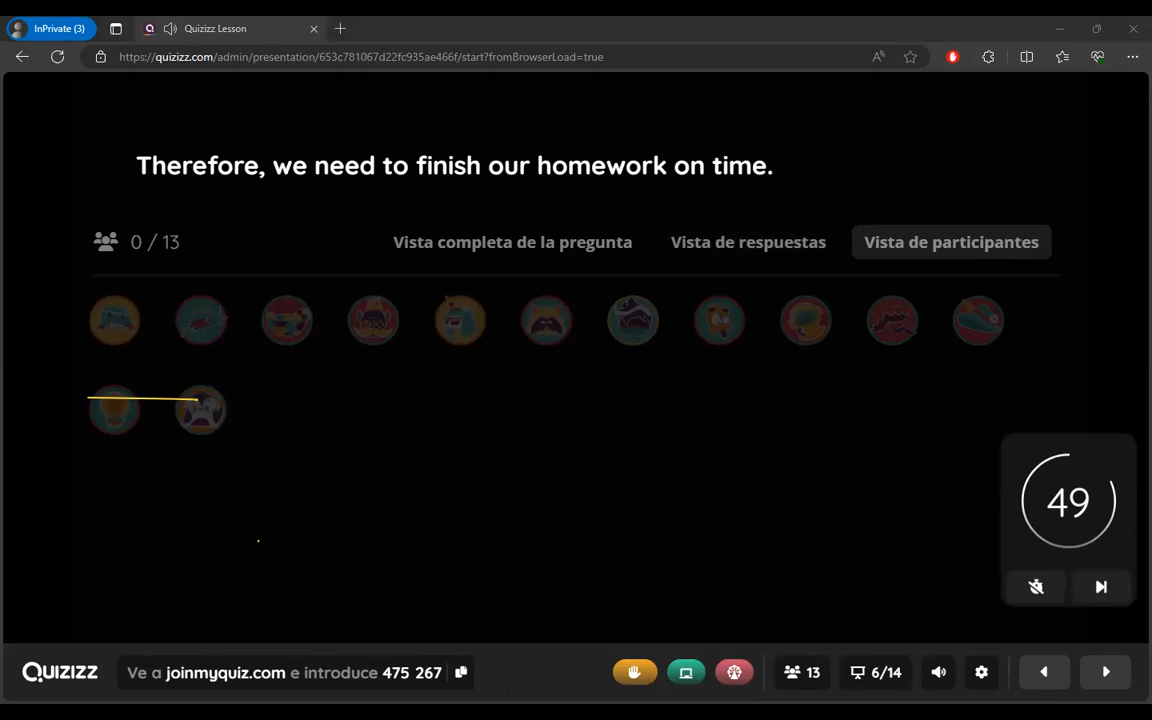 InPrivate (3)
Quizizz Lesson
https://quizizz.com/admin/presentation/653c781067d22fc935ae466f/start?fromBrowserLoad=true
Therefore, we need to finish our homework on time.
0 / 13
Vista completa de la pregunta
Vista de respuestas
Vista de participantes
49
QUIZIZZ
Ve a joinmyquiz.com e introduce 475 267
13
6/14